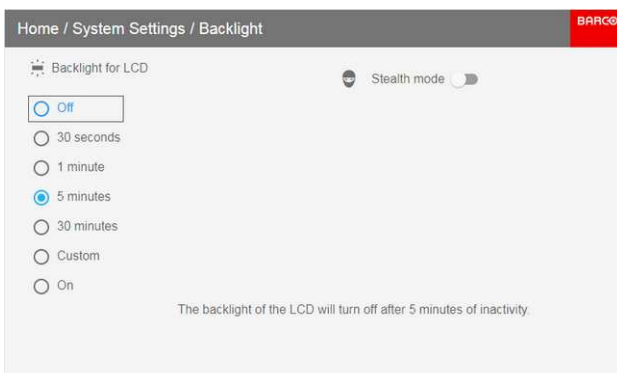 Home / System Settings / Backlight
BARCO
Backlight for LCD
Stealth mode
Off
30 seconds
1 minute
5 minutes
30 minutes
Custom
On
The backlight of the LCD will turn off after 5 minutes of inactivity.